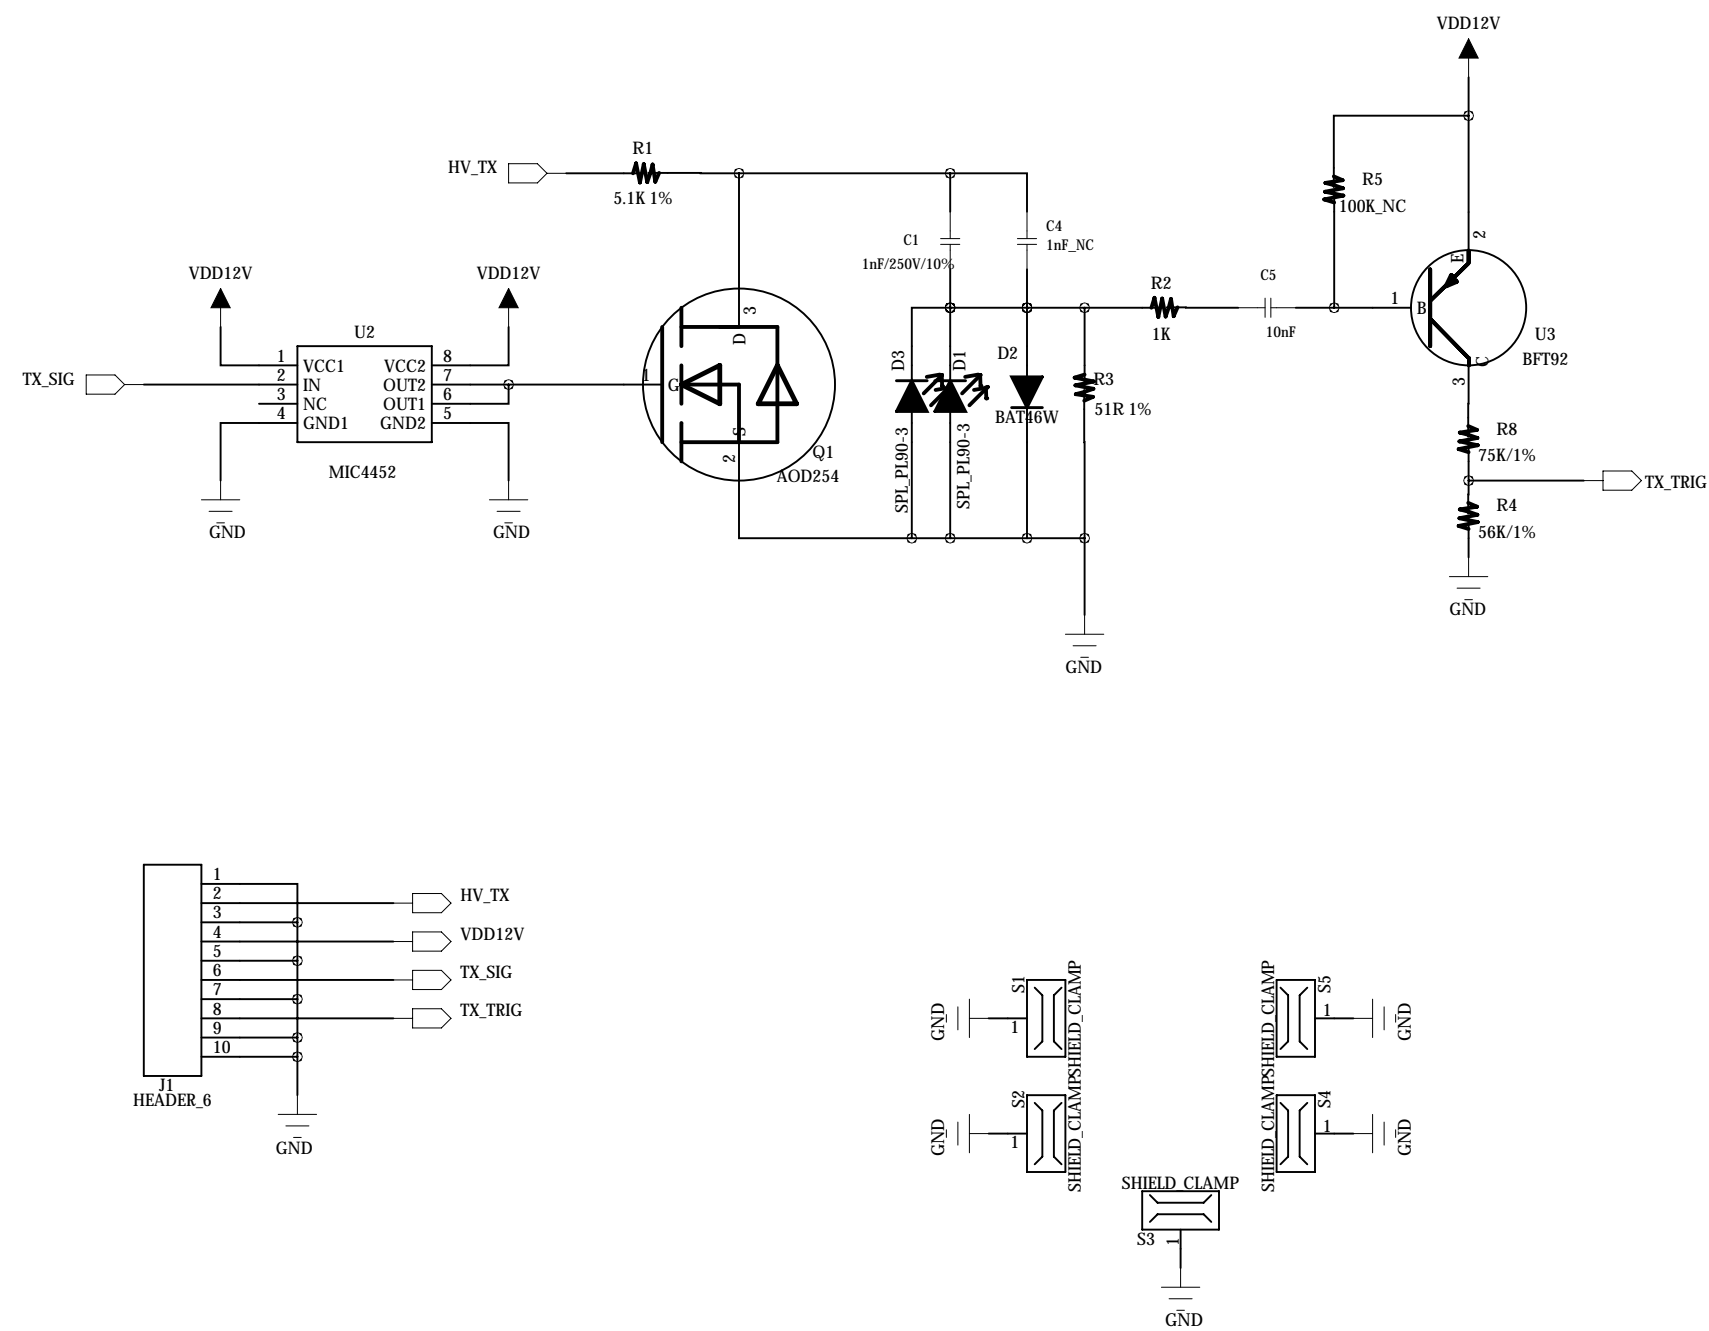 VDD12V
R1
HV_TX
5.1K 1%
R5
100K_NC
C1
1nF/250V/10%
C4
1nF_NC
2
E
VDD12V
VDD12V
R2
C5
1K
10nF
1
B
U3
BFT92
C
3
U2
TX_SIG
1
2
3
4
VCC1
IN
NC
GND1
VCC2
OUT2
OUT1
GND2
8
7
6
5
MIC4452
GND
GND
1
G
3
D
S
2
Q1
AOD254
D3
D1
D2
BAT46W
R3
51R 1%
SPL_PL90-3
SPL_PL90-3
R8
75K/1%
TX_TRIG
R4
56K/1%
GND
GND
1
2
3
4
5
6
7
8
9
10
HV_TX
VDD12V
TX_SIG
TX_TRIG
J1
HEADER_6
GND
GND
1
S1
SHIELD_CLAMP
SHIELD_CLAMP
S5
1
GND
GND
1
S2
SHIELD_CLAMP
SHIELD_CLAMP
S4
1
GND
SHIELD_CLAMP
S3
1
GND